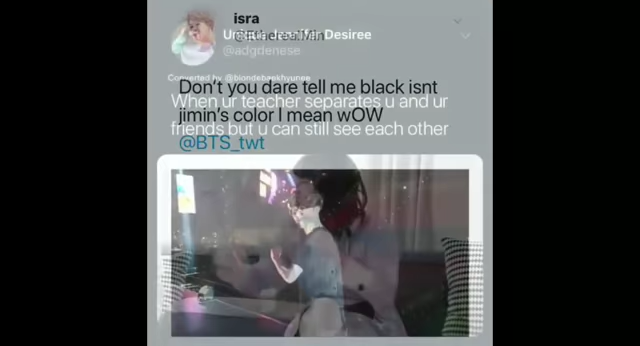 isra
Desiree
@adgdenese
Converted by @blondebaekhyunee
Don't you dare tell me black isnt
When ur teacher separates u and ur
jimin's color I mean wOW
friends but u can still see each other
@BTS_twt